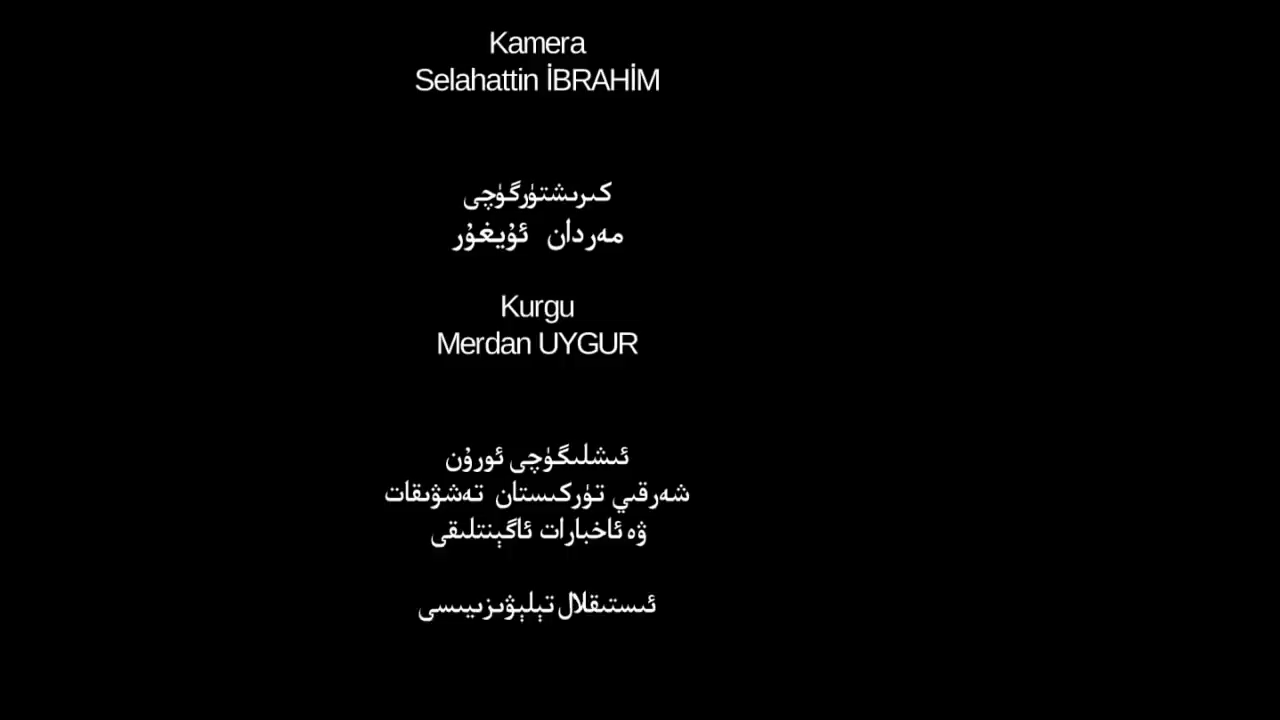 Kamera
Selahattin İBRAHİM
كىرىشتۈرگۈچى
مەردان ئۇيغۇر
Kurgu
Merdan UYGUR
ئىشلىگۈچى ئورۇن
شەرقىي تۈركىستان تەشۋىقات
ۋە ئاخبارات ئاگېنتلىقى
ئىستىقلال تېلېۋىزىيىسى